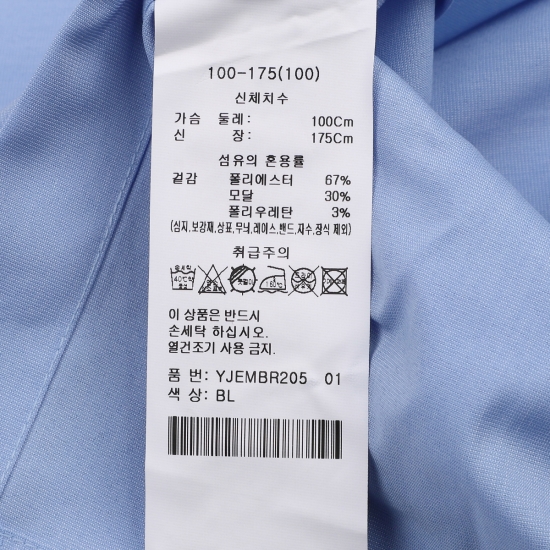 100-175(100)
신체치수
가슴 둘레: 100Cm
신 장: 175Cm
섬유의 혼용률
겉감 폴리에스터 67%
모달 30%
폴리우레탄 3%
(심지,보강재,상표,무늬,레이스,밴드,자수,장식 제외)
취급주의
40℃
이 상품은 반드시
손세탁 하십시오.
열건조기 사용 금지.
품 번: YJEMBR205 01
색 상: BL